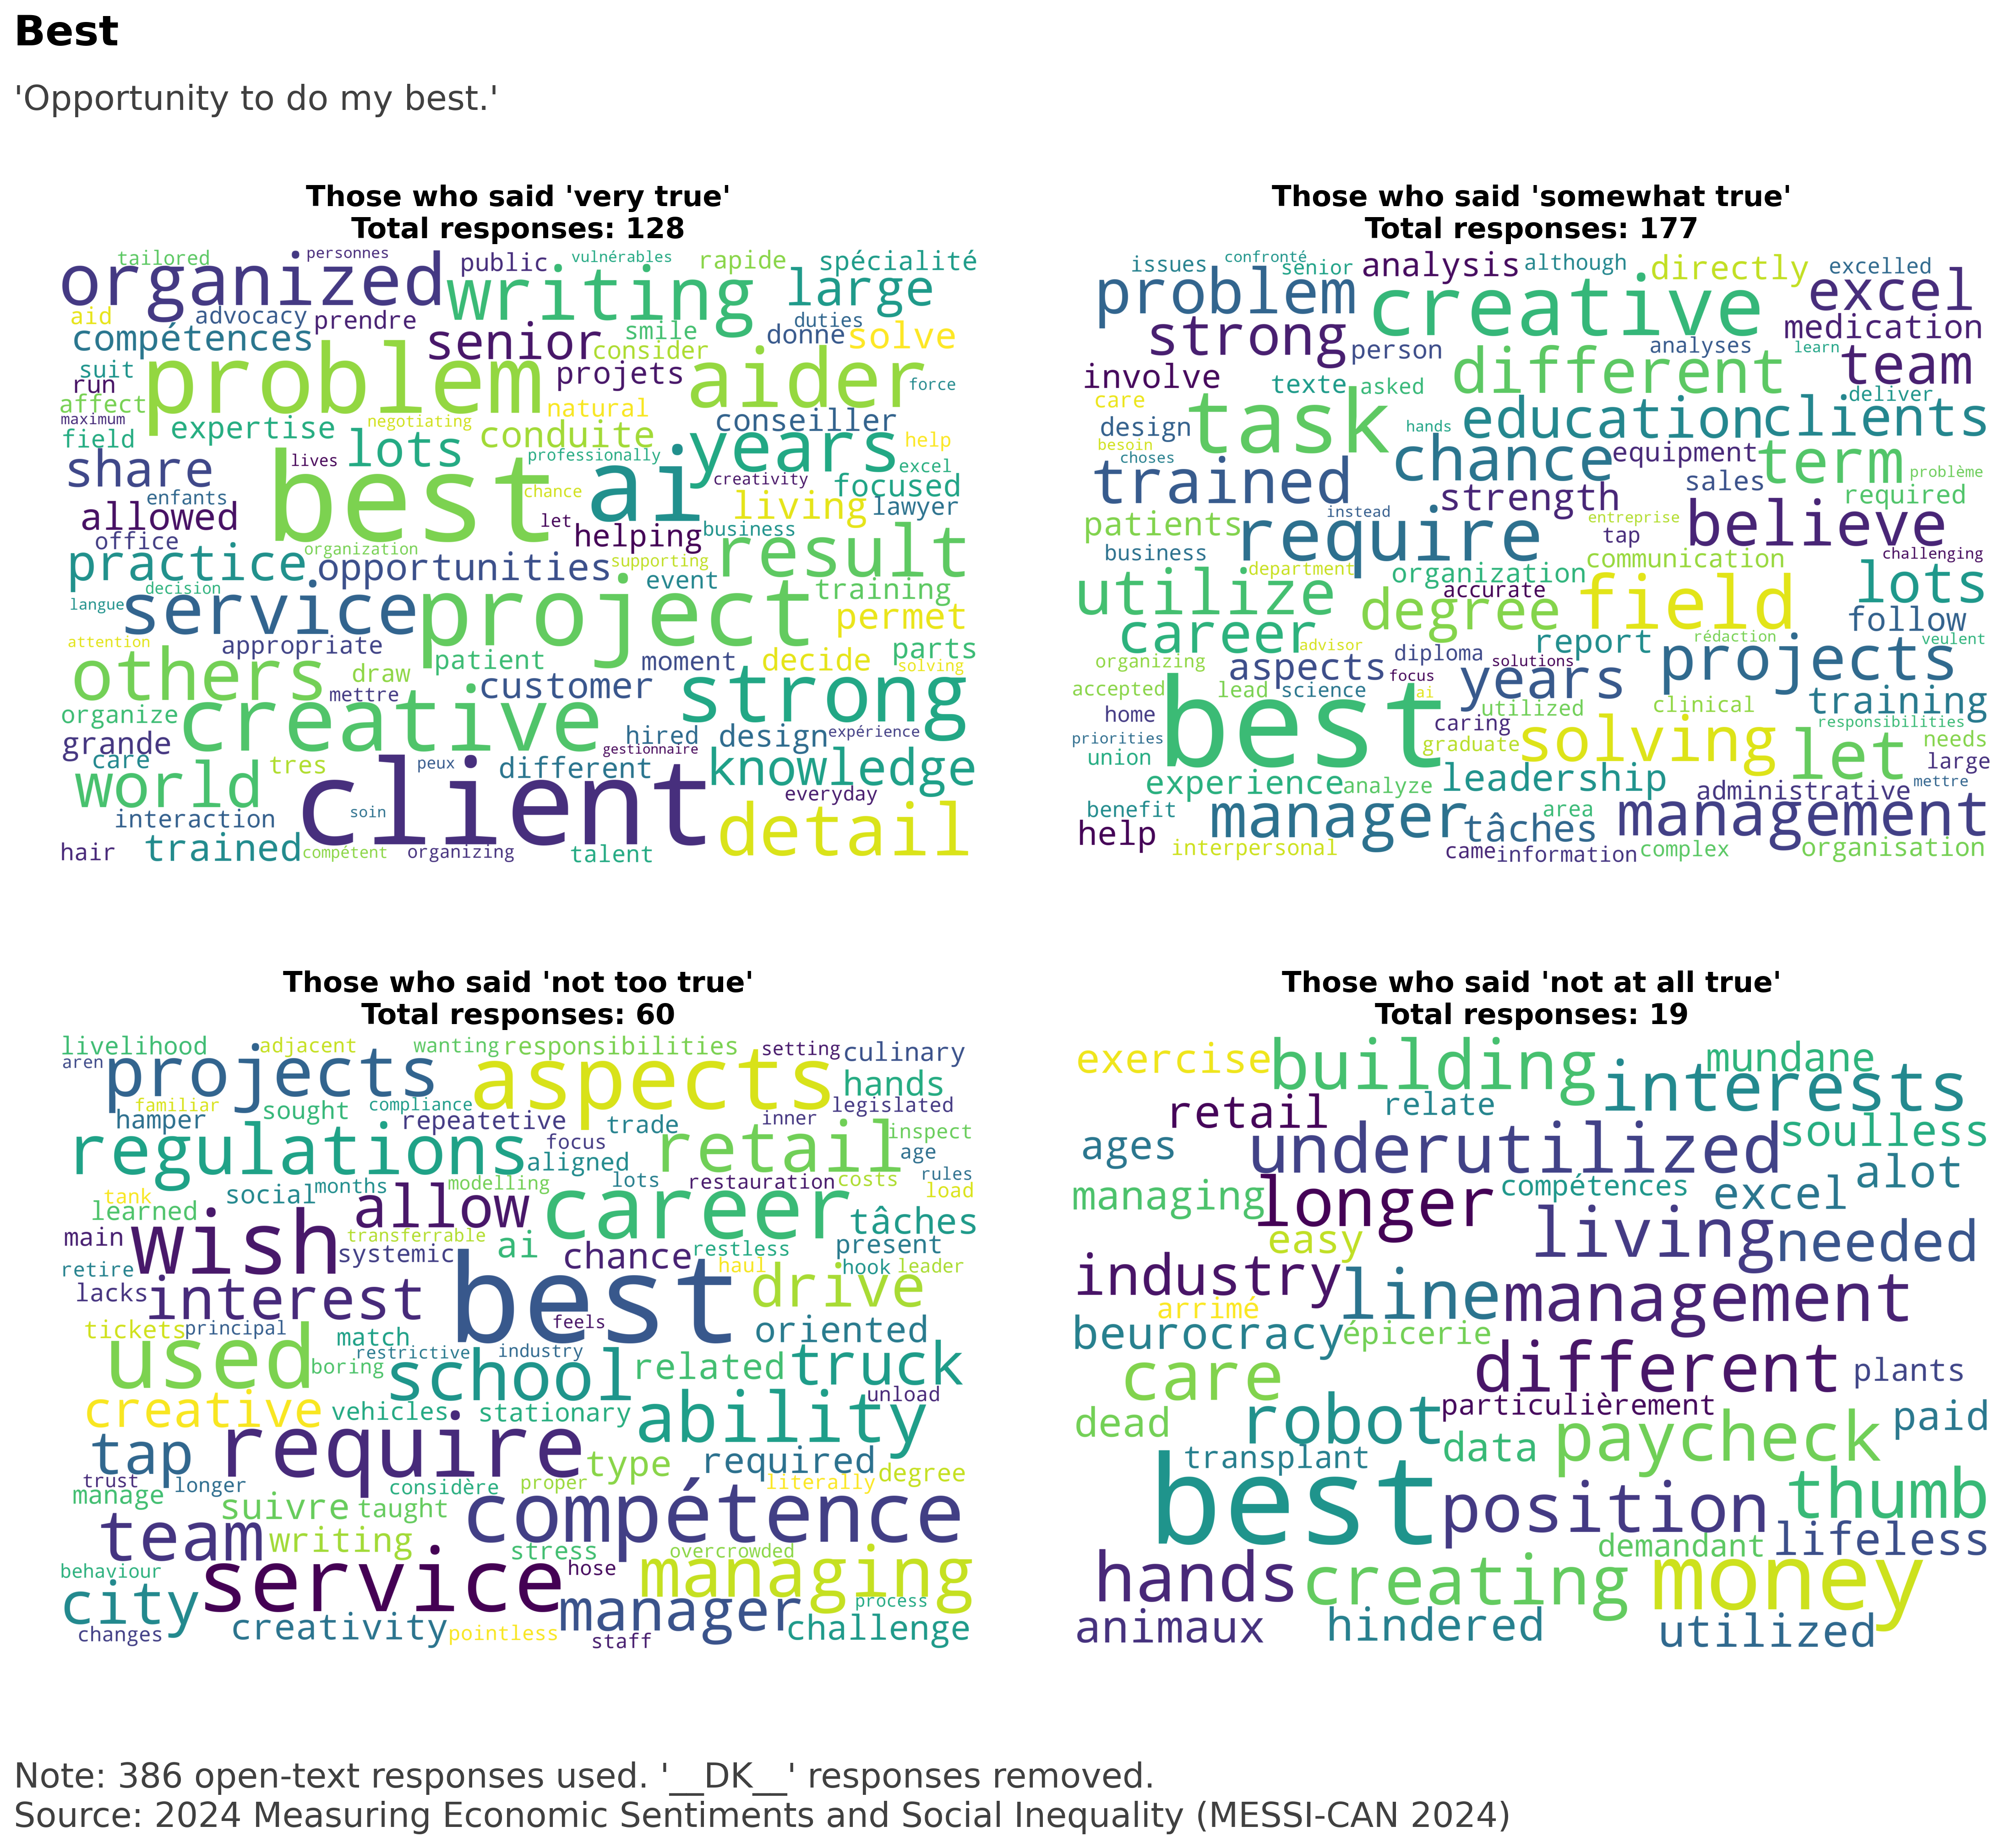 Best
'Opportunity to do my best.'
Those who said 'very true'
Total responses: 128
tailored personnes public vulnérables rapide spécialité
organized writing large
aid advocacy prendre senior smile duties
compétences consider donne solve
suit problem projets aider force
run
affect natural
maximum negotiating conseiller
field expertise lots conduite years help
share lives best professionally ai creativity excel
enfants chance focused
allowed let living lawyer
office helping business
practice organization opportunities supporting result
decision event training
langue service project permet
attention appropriate parts
others draw patient moment decide solving
mettre customer strong
organize creative hired design expérience
grande gestionnaire
care tres peux different knowledge
world client everyday
interaction soin detail
hair trained compétent organizing talent
Those who said 'somewhat true'
Total responses: 177
issues confronté senior analysis although directly excelled
problem creative excel
strong person analyses medication
involve texte asked different learn team
care task deliver
design hands education clients
besoin chance equipment term
choses problème
trained strength sales required
patients require instead entreprise believe
business tap challenging
department communication
utilize organization accurate field lots
career degree follow
advisor report rédaction veulent
organizing aspects diploma solutions projects
accepted lead science focus years
ai training
home best utilized clinical
priorities caring solving responsibilities
union graduate let needs
experience analyze leadership large
benefit area administrative mettre
help manager tâches management
interpersonal came information complex organisation
Those who said 'not too true'
Total responses: 60
livelihood adjacent wanting responsibilities setting culinary
aren projects aspects hands
familiar sought compliance legislated
hamper repeatetive trade inner
regulations focus retail inspect
aligned age
social months modelling lots restauration costs rules
tank load
learned allow career tâches
main wish transferrable
systemic ai chance restless present
retire haul hook leader
lacks interest best drive
tickets principal feels oriented
match
used restrictive industry
boring school related truck
unload
creative vehicles stationary ability
tap require type required
trust longer considère proper literally degree
manage suivre taught compétence
team writing
stress overcrowded
behaviour service hose managing
city process
creativity pointless manager challenge
changes staff
Those who said 'not at all true'
Total responses: 19
exercise building mundane
interests
retail relate
ages underutilized soulless
alot
managing longer compétences excel
easy living needed
industry line management
arrimé
beurocracy épicerie
care different plants
dead robot particulièrement paid
data paycheck
transplant
best position thumb
demandant lifeless
hands creating money
animaux hindered utilized
Note: 386 open-text responses used. '__DK__' responses removed.
Source: 2024 Measuring Economic Sentiments and Social Inequality (MESSI-CAN 2024)